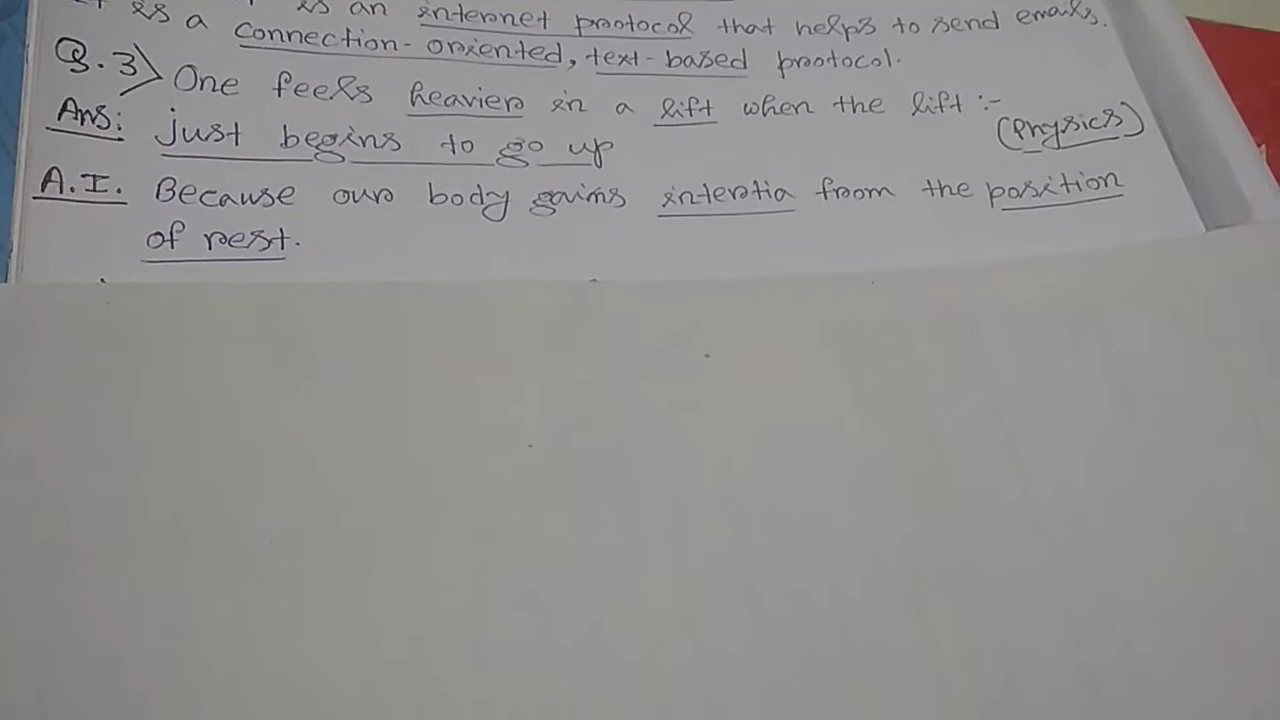 is an internet protocol that helps to send emails.
is a connection-oriented, text-based protocol.
Q.3> One feels heavier in a lift when the lift :-
(Physics)
Ans: just begins to go up
A.I. Because our body gains intertia from the position
of rest.